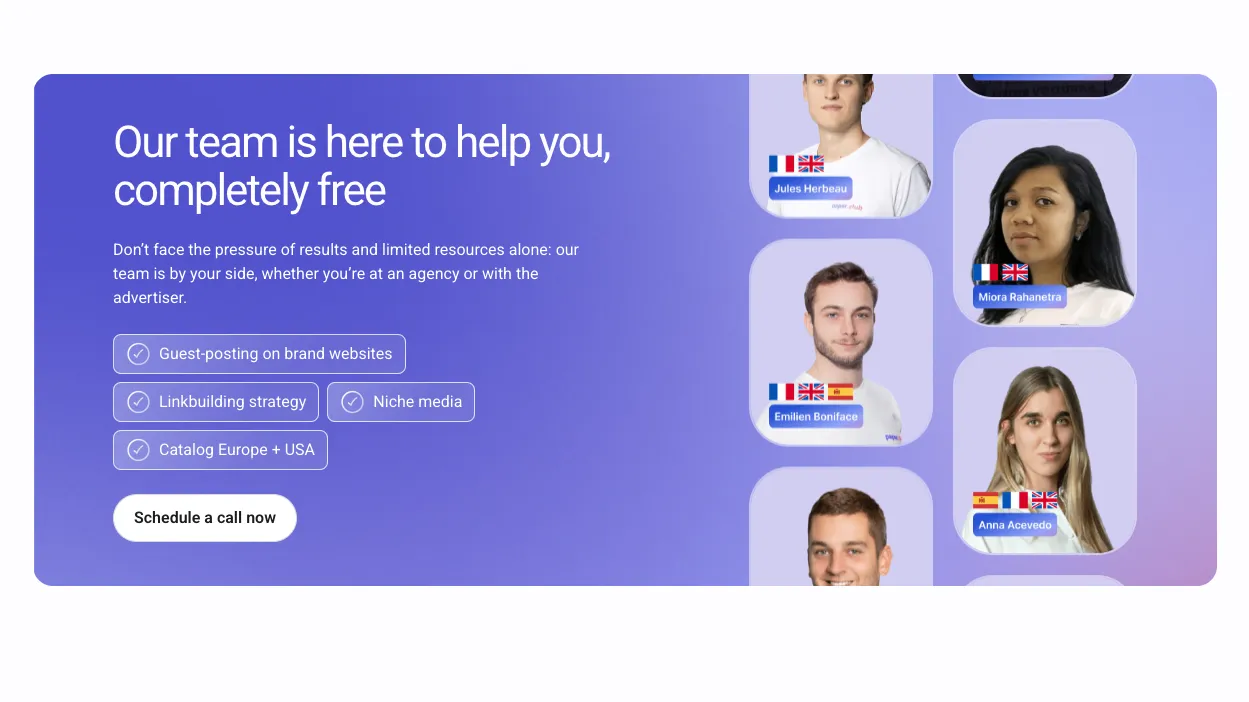 Our team is here to help you,
completely free
Don’t face the pressure of results and limited resources alone: our
team is by your side, whether you’re at an agency or with the
advertiser.
Guest-posting on brand websites
Linkbuilding strategy
Niche media
Catalog Europe + USA
Schedule a call now
Jules Herbeau
Emilien Boniface
Miora Rahanetra
Anna Acevedo